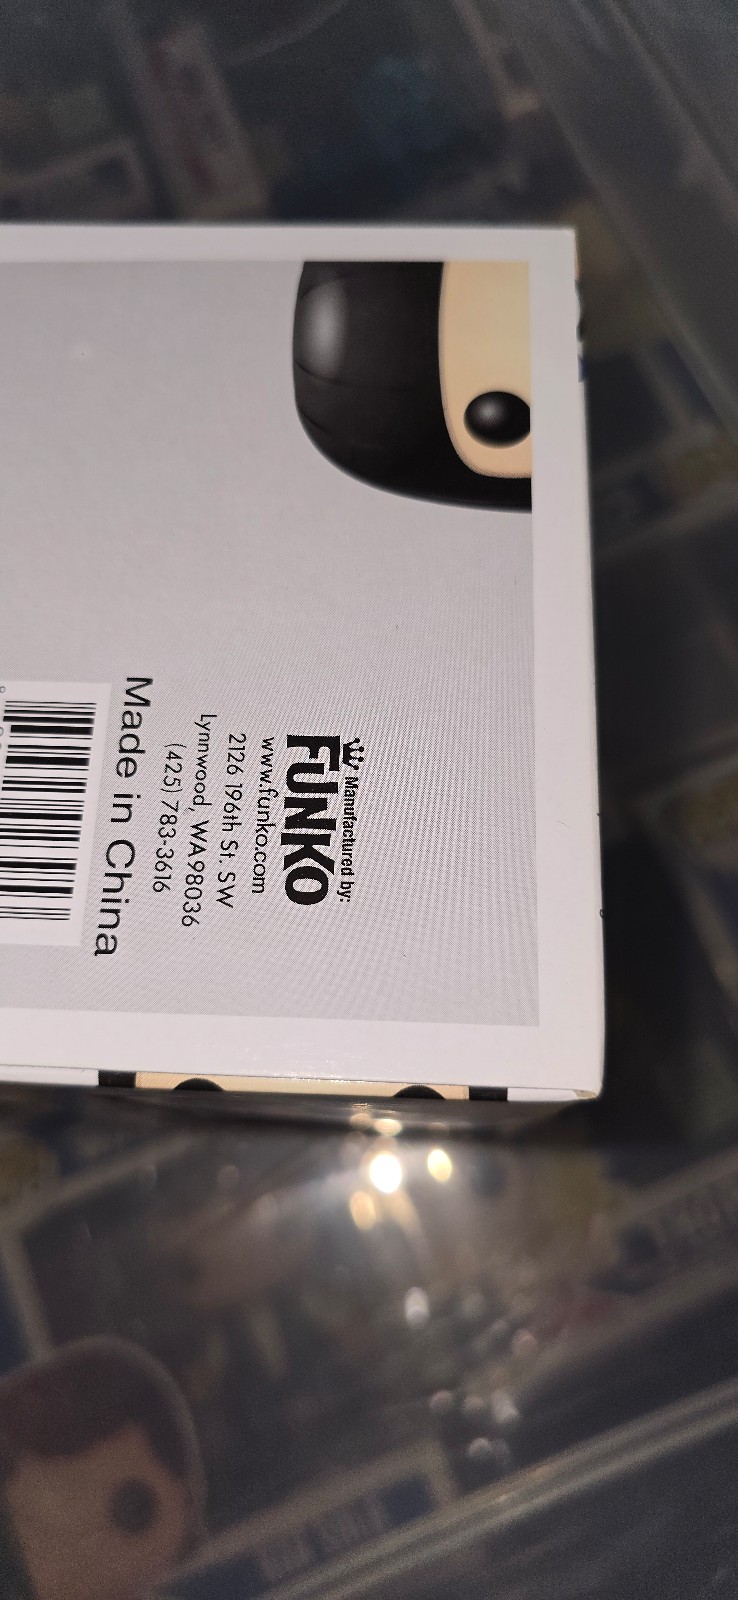 Manufactured by:
FUNKO
www.funko.com
2126 196th St. SW
Lynnwood, WA 98036
(425) 783-3616
Made in China